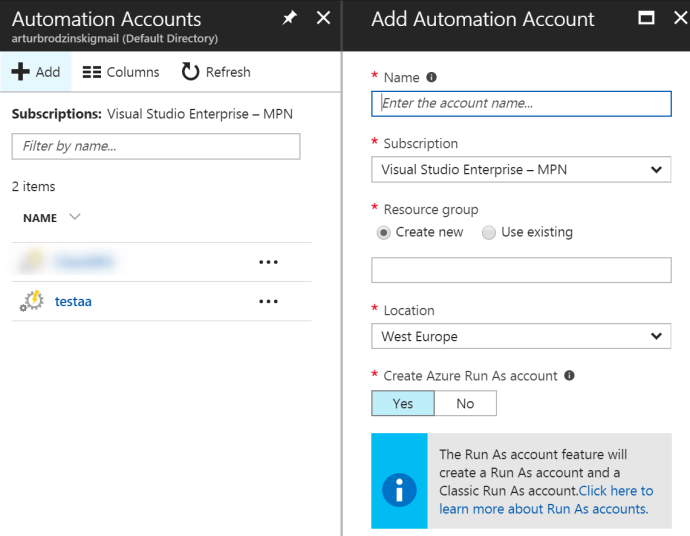 Automation Accounts
arturbrodzinskigmail (Default Directory)
Add Columns Refresh
Subscriptions: Visual Studio Enterprise – MPN
Filter by name...
2 items
NAME
testaa
Add Automation Account
* Name
Enter the account name...
* Subscription
Visual Studio Enterprise – MPN
* Resource group
Create new Use existing
* Location
West Europe
* Create Azure Run As account
Yes No
The Run As account feature will
create a Run As account and a
Classic Run As account.Click here to
learn more about Run As accounts.